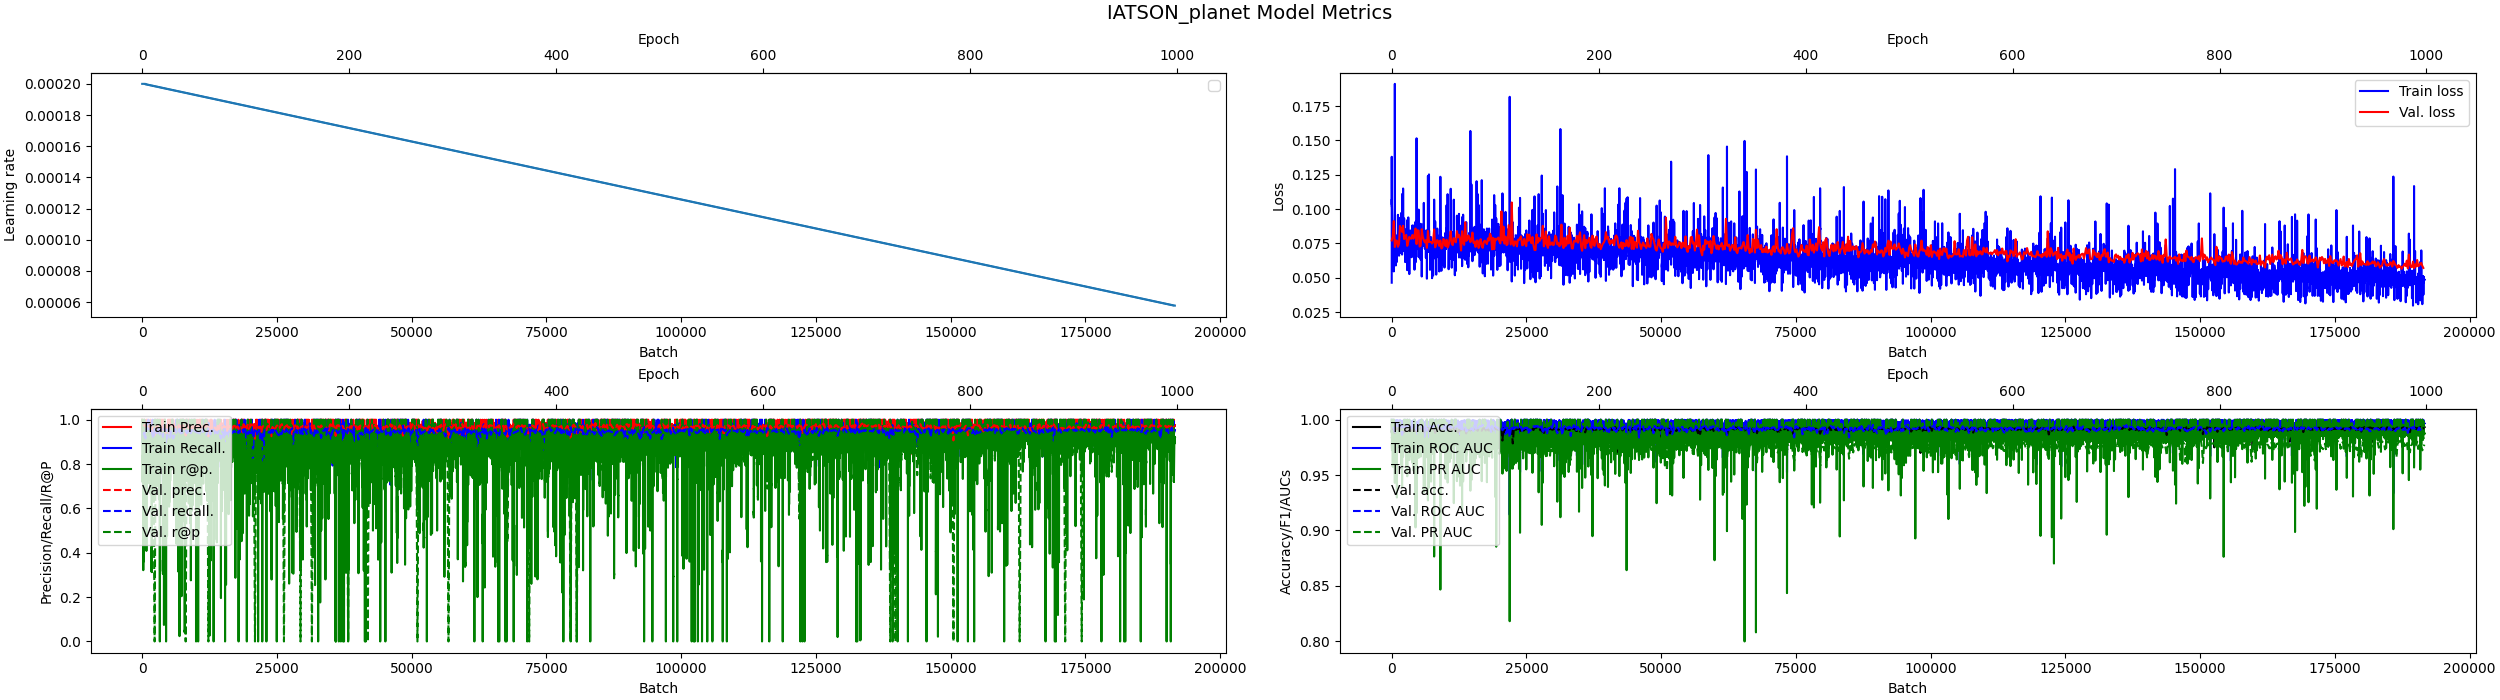 IATSON_planet Model Metrics
Epoch
0 200 400 600 800 1000
0.00020
0.00018
0.00016
0.00014
0.00012
0.00010
0.00008
0.00006
Learning rate
0 25000 50000 75000 100000 125000 150000 175000 200000
Batch
Epoch
0 200 400 600 800 1000
0.175
0.150
0.125
0.100
0.075
0.050
0.025
Loss
Train loss
Val. loss
0 25000 50000 75000 100000 125000 150000 175000 200000
Batch
Epoch
0 200 400 600 800 1000
1.0
0.8
0.6
0.4
0.2
0.0
Precision/Recall/R@P
Train Prec.
Train Recall.
Train r@p.
Val. prec.
Val. recall.
Val. r@p
0 25000 50000 75000 100000 125000 150000 175000 200000
Batch
Epoch
0 200 400 600 800 1000
1.00
0.95
0.90
0.85
0.80
Accuracy/F1/AUCs
Train Acc.
Train ROC AUC
Train PR AUC
Val. acc.
Val. ROC AUC
Val. PR AUC
0 25000 50000 75000 100000 125000 150000 175000 200000
Batch